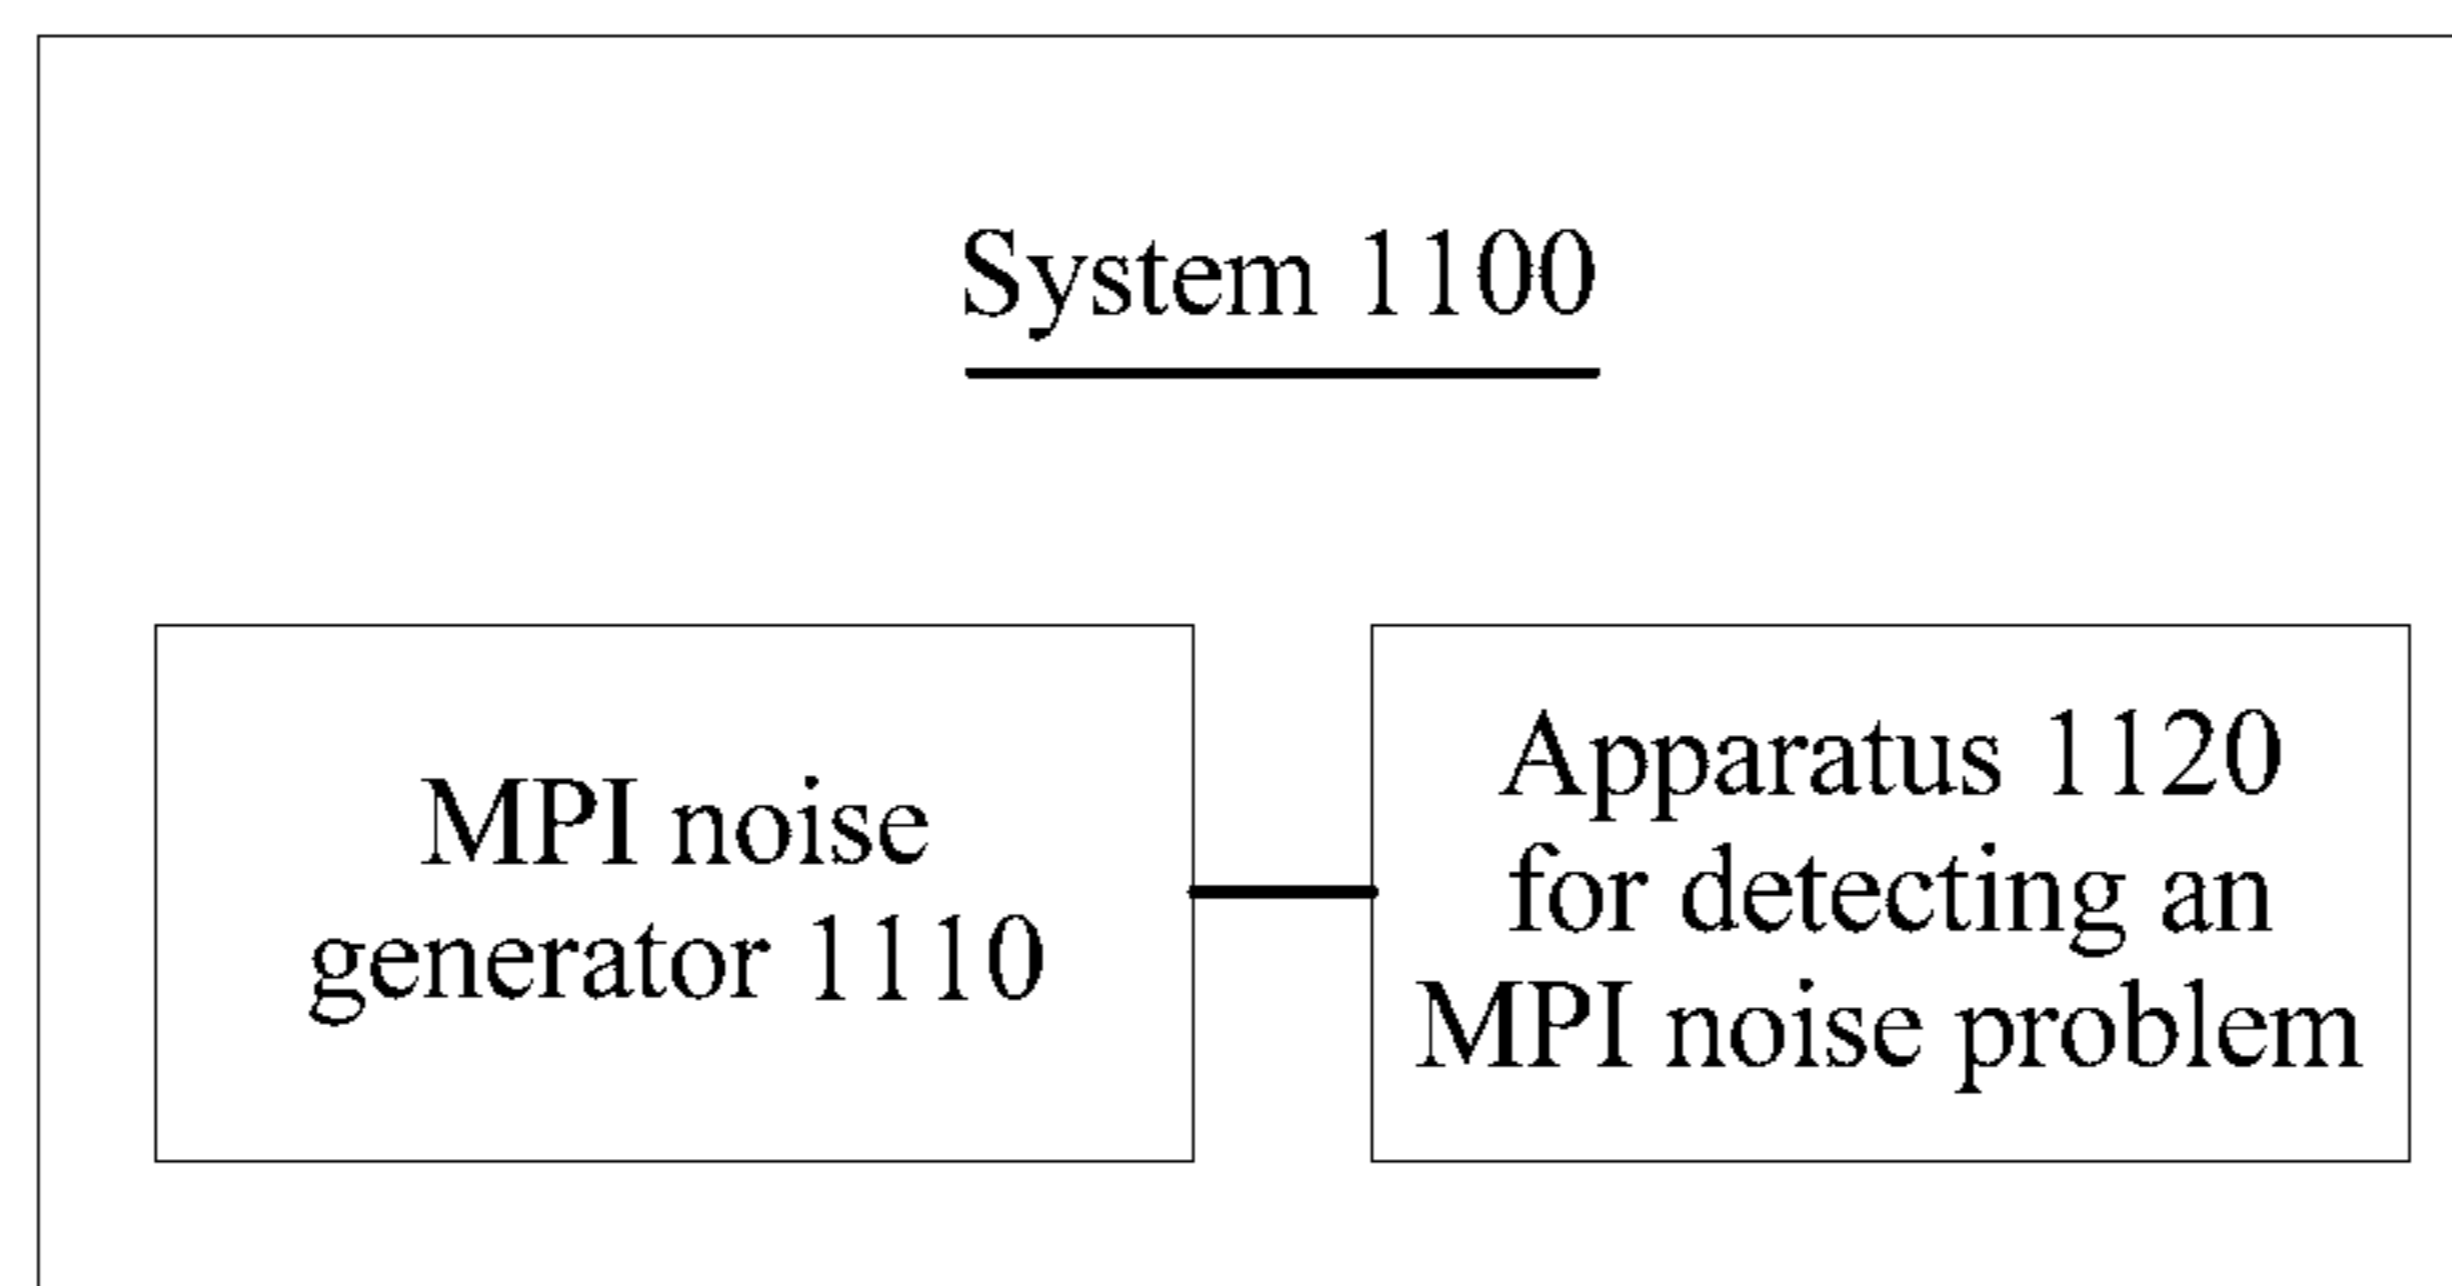 System 1100
MPI noise
generator 1110
Apparatus 1120
for detecting an
MPI noise problem